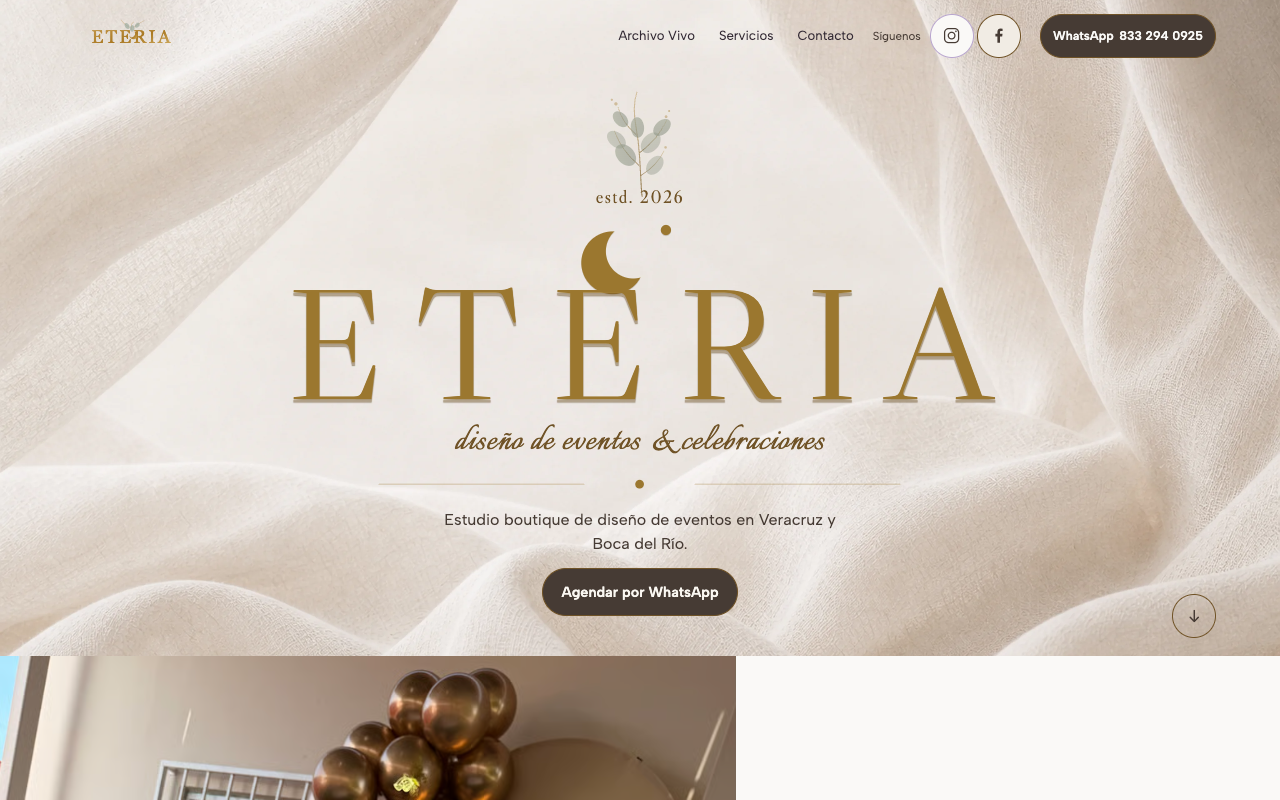 ETERIA
Archivo Vivo
Servicios
Contacto
Síguenos
WhatsApp 833 294 0925
estd. 2026
ETERIA
diseño de eventos & celebraciones
Estudio boutique de diseño de eventos en Veracruz y
Boca del Río.
Agendar por WhatsApp